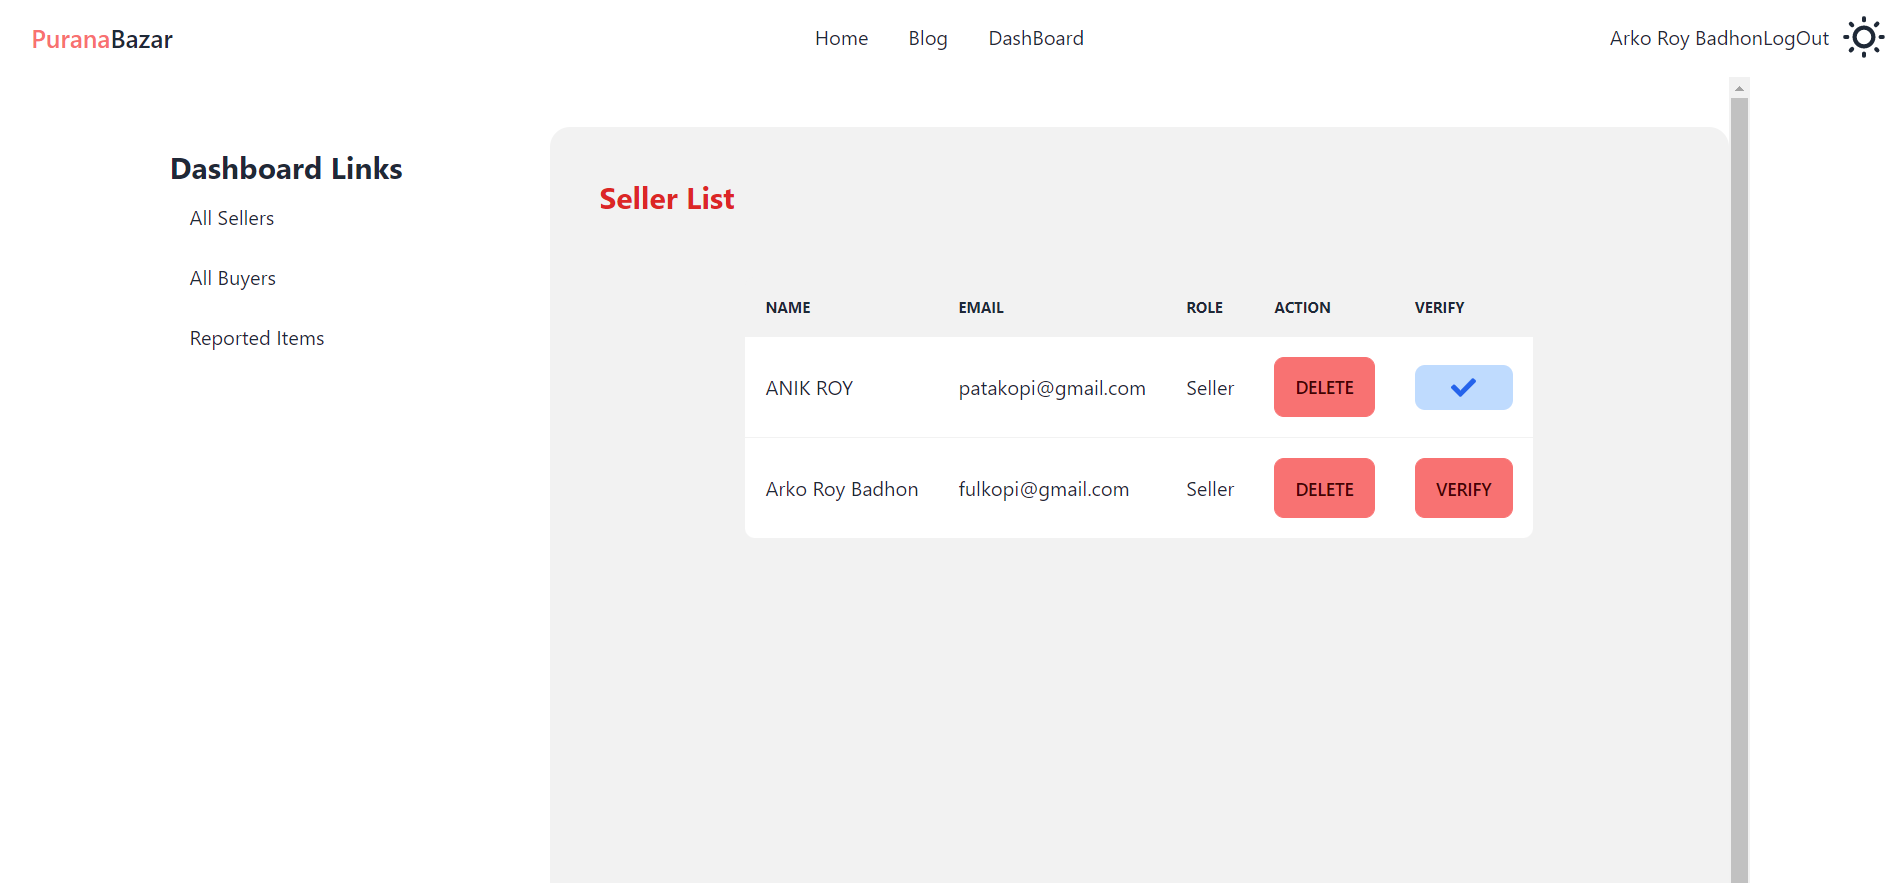 PuranaBazar
Home Blog DashBoard
Arko Roy BadhonLogOut
Dashboard Links
All Sellers
All Buyers
Reported Items
Seller List
NAME EMAIL ROLE ACTION VERIFY
ANIK ROY patakopi@gmail.com Seller DELETE
Arko Roy Badhon fulkopi@gmail.com Seller DELETE VERIFY